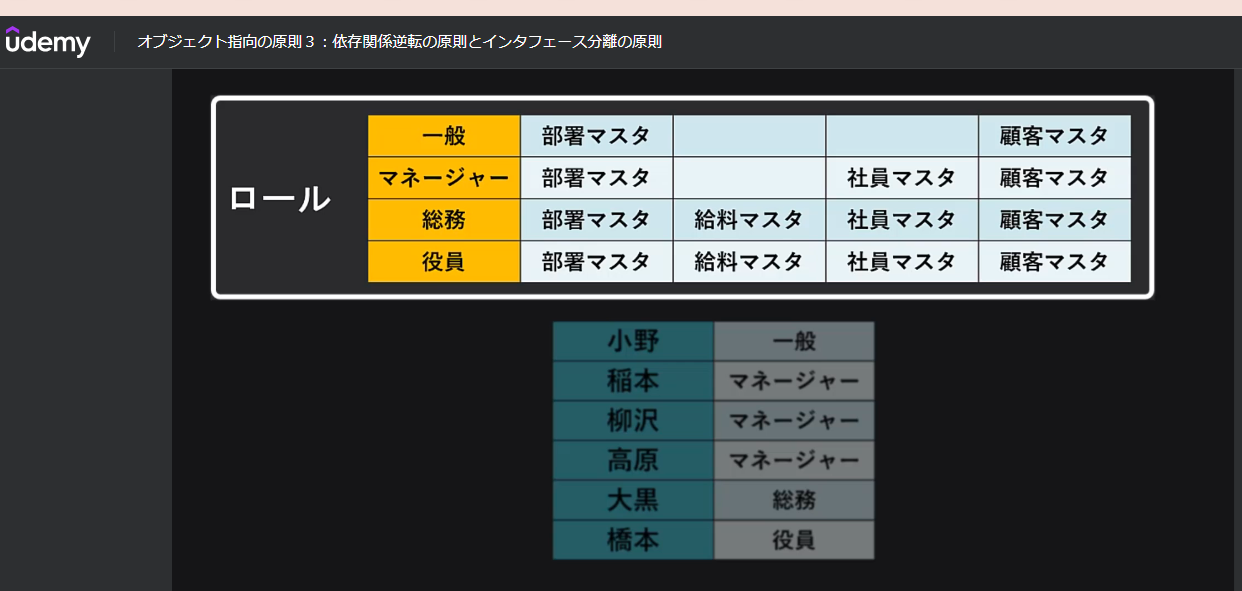 udemy
オブジェクト指向の原則３：依存関係逆転の原則とインタフェース分離の原則
ロール
一般 部署マスタ 顧客マスタ
マネージャー 部署マスタ 社員マスタ 顧客マスタ
総務 部署マスタ 給料マスタ 社員マスタ 顧客マスタ
役員 部署マスタ 給料マスタ 社員マスタ 顧客マスタ
小野 一般
稲本 マネージャー
柳沢 マネージャー
高原 マネージャー
大黒 総務
橋本 役員